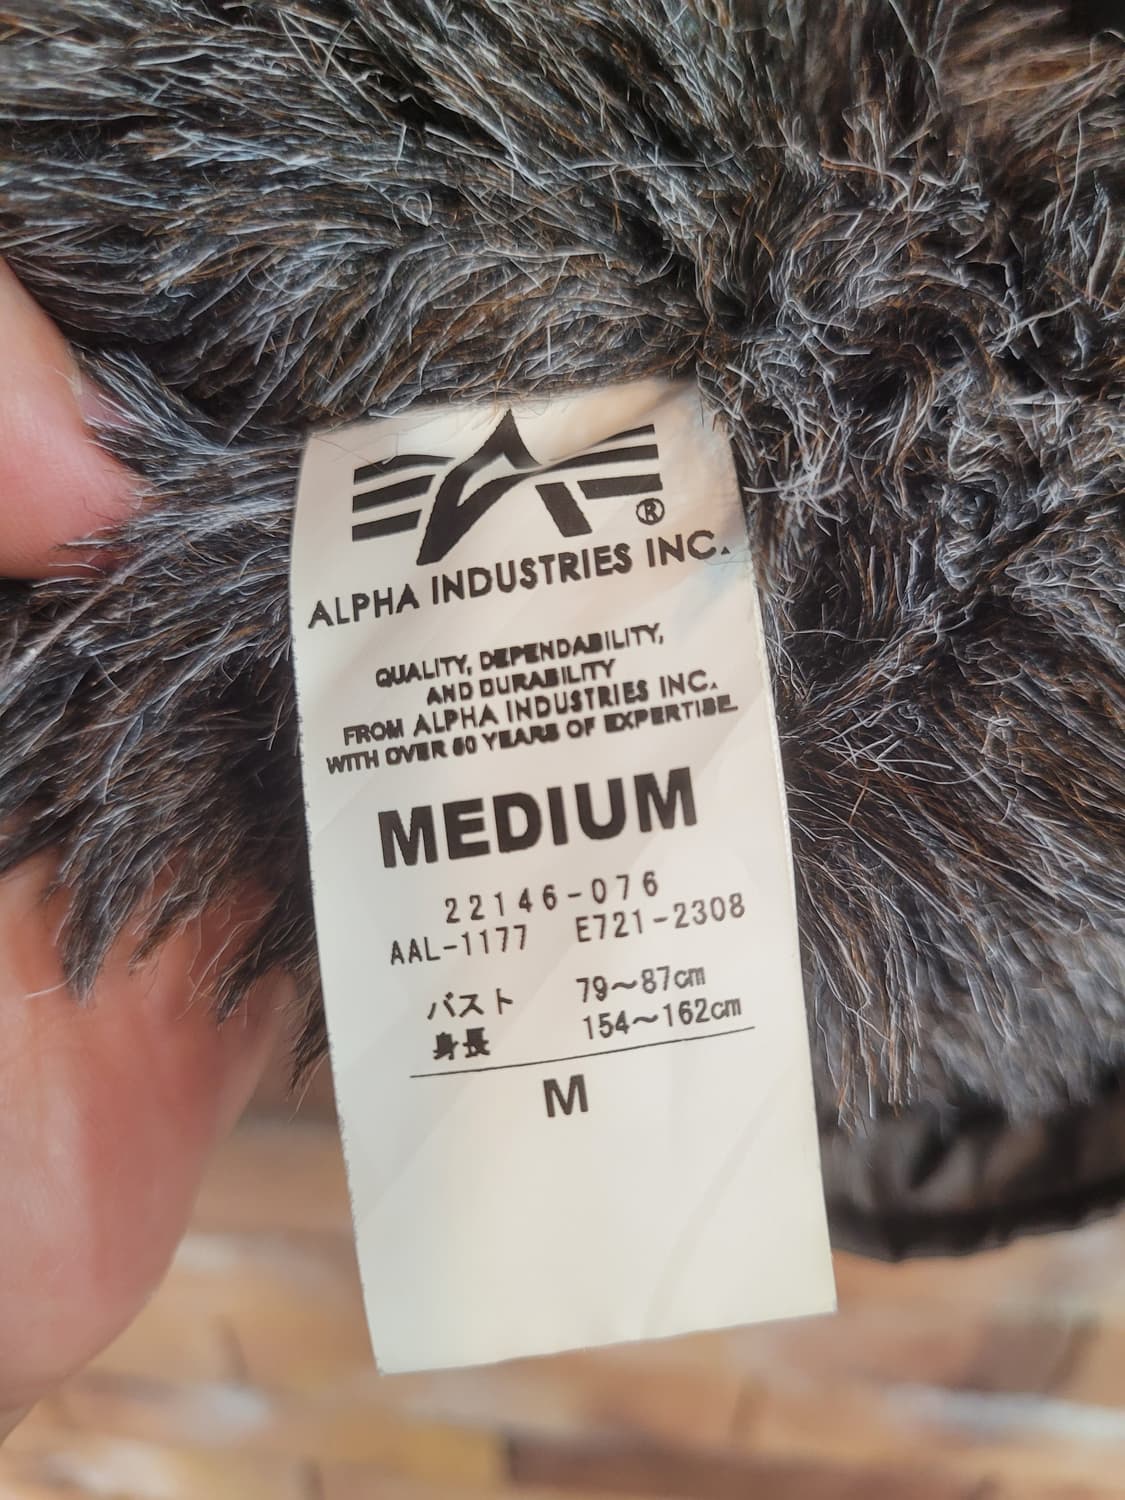 ®
ALPHA INDUSTRIES INC.
QUALITY, DEPENDABILITY,
AND DURABILITY
FROM ALPHA INDUSTRIES INC.
WITH OVER 60 YEARS OF EXPERTISE.
MEDIUM
22146-076
AAL-1177 E721-2308
バスト 79～87cm
身長 154～162cm
M